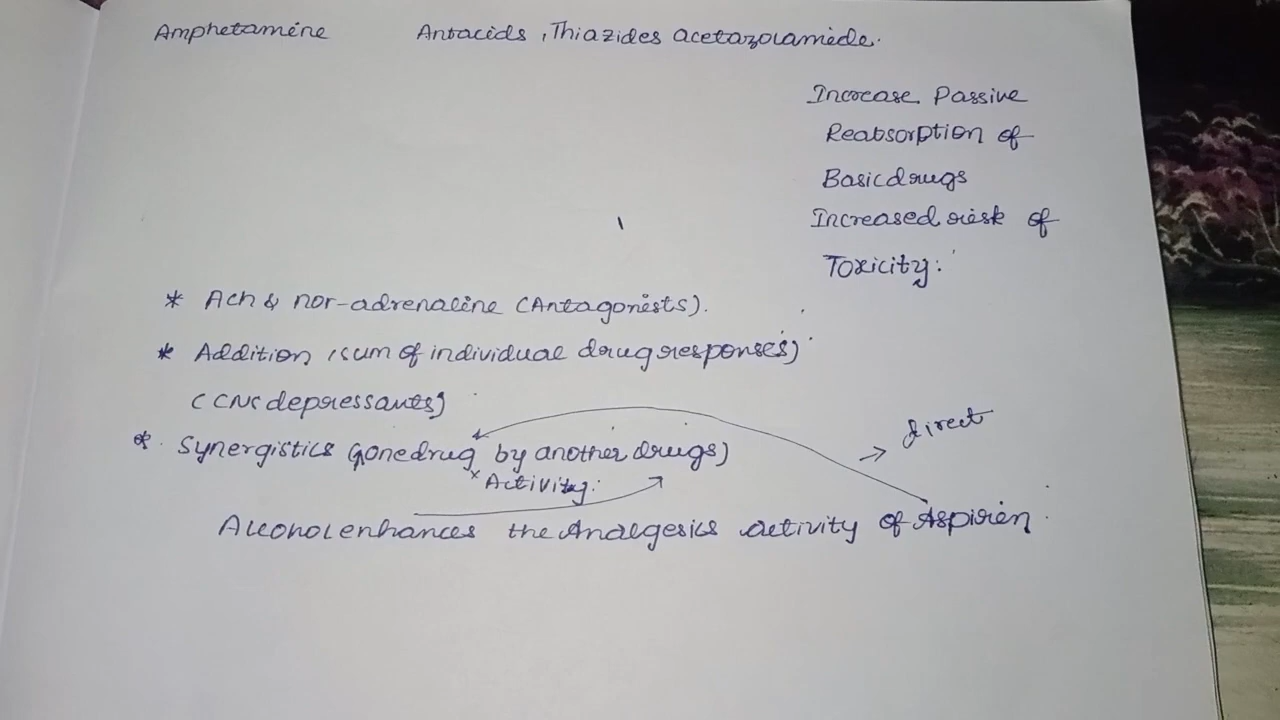 Amphetamine Antacids, Thiazides acetazolamide.
Increase Passive
Reabsorption of
Basic drugs
Increased risk of
Toxicity.
* Ach & nor-adrenaline (Antagonists).
* Addition (sum of individual drug responses)
(CNS depressants)
direct
* Synergistics (one drug by another drugs)
* Activity.
Alcohol enhances the Analgesics activity of Aspirin.